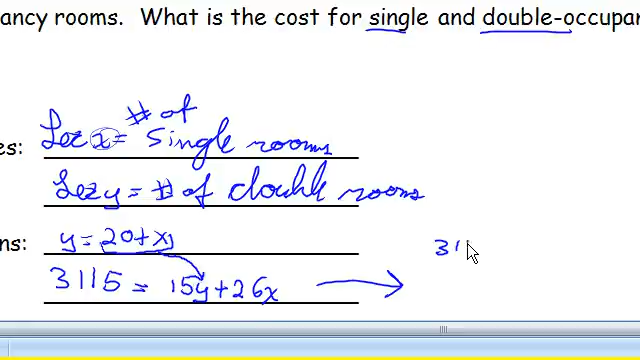 ancy rooms. What is the cost for single and double-occupan
# of
es: Let x = single rooms
Let y = # of double rooms
ns: y = 20 + x
3115 = 15y + 26x
311